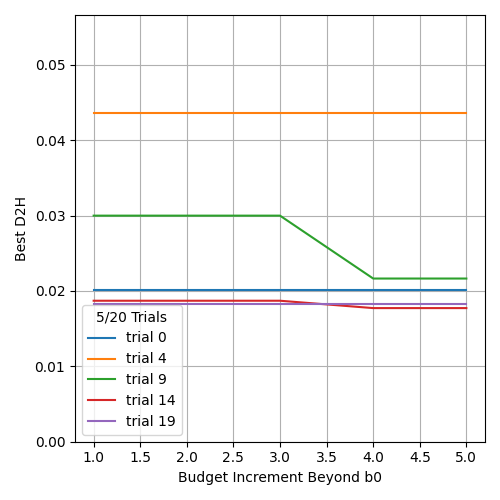 0.05
0.04
0.03
0.02
0.01
0.00
Best D2H
5/20 Trials
trial 0
trial 4
trial 9
trial 14
trial 19
1.0 1.5 2.0 2.5 3.0 3.5 4.0 4.5 5.0
Budget Increment Beyond b0